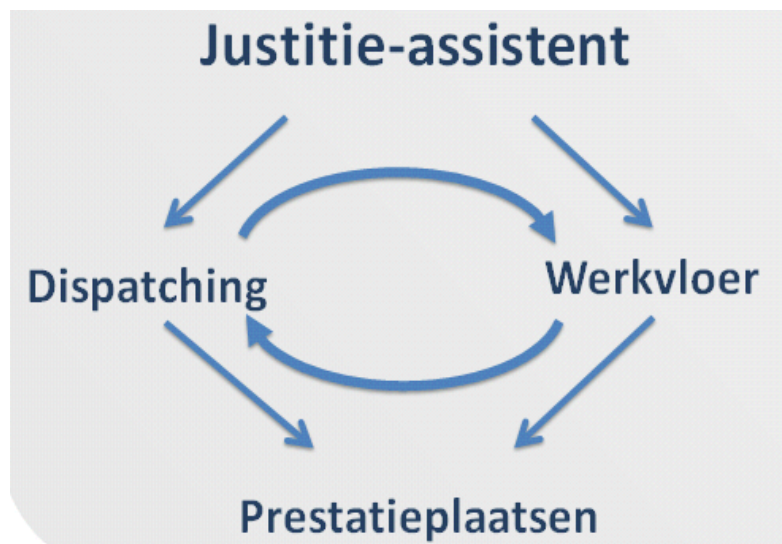 Justitie-assistent
Dispatching
Werkvloer
Prestatieplaatsen